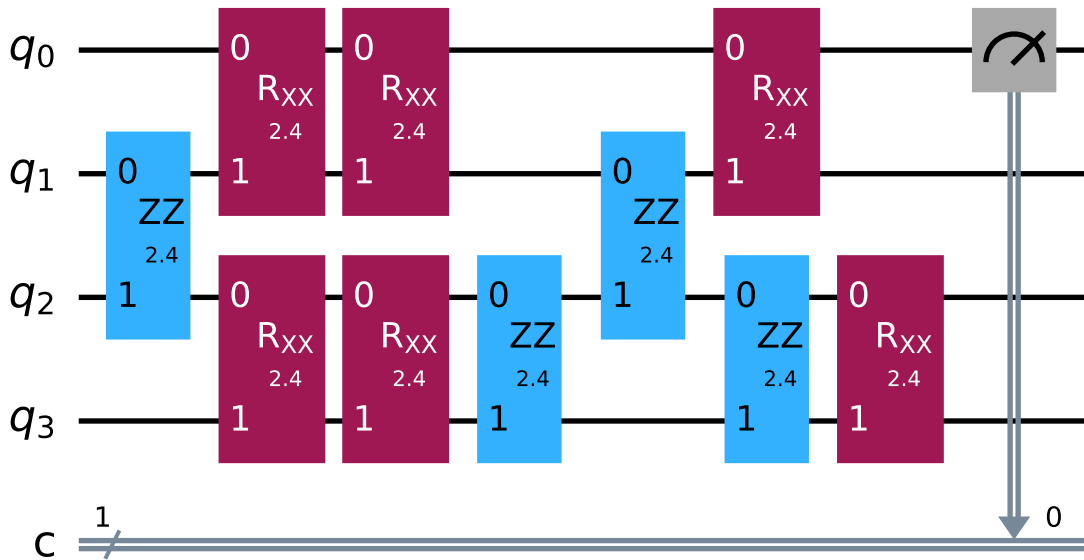 q0
0 0 0
RXX RXX RXX
2.4 2.4 2.4
q1
0 1 1 0 1
ZZ ZZ
2.4 2.4
q2
1 0 0 0 1 0 0
RXX RXX ZZ ZZ RXX
2.4 2.4 2.4 2.4 2.4
q3
1 1 1 1 1
1 0
c